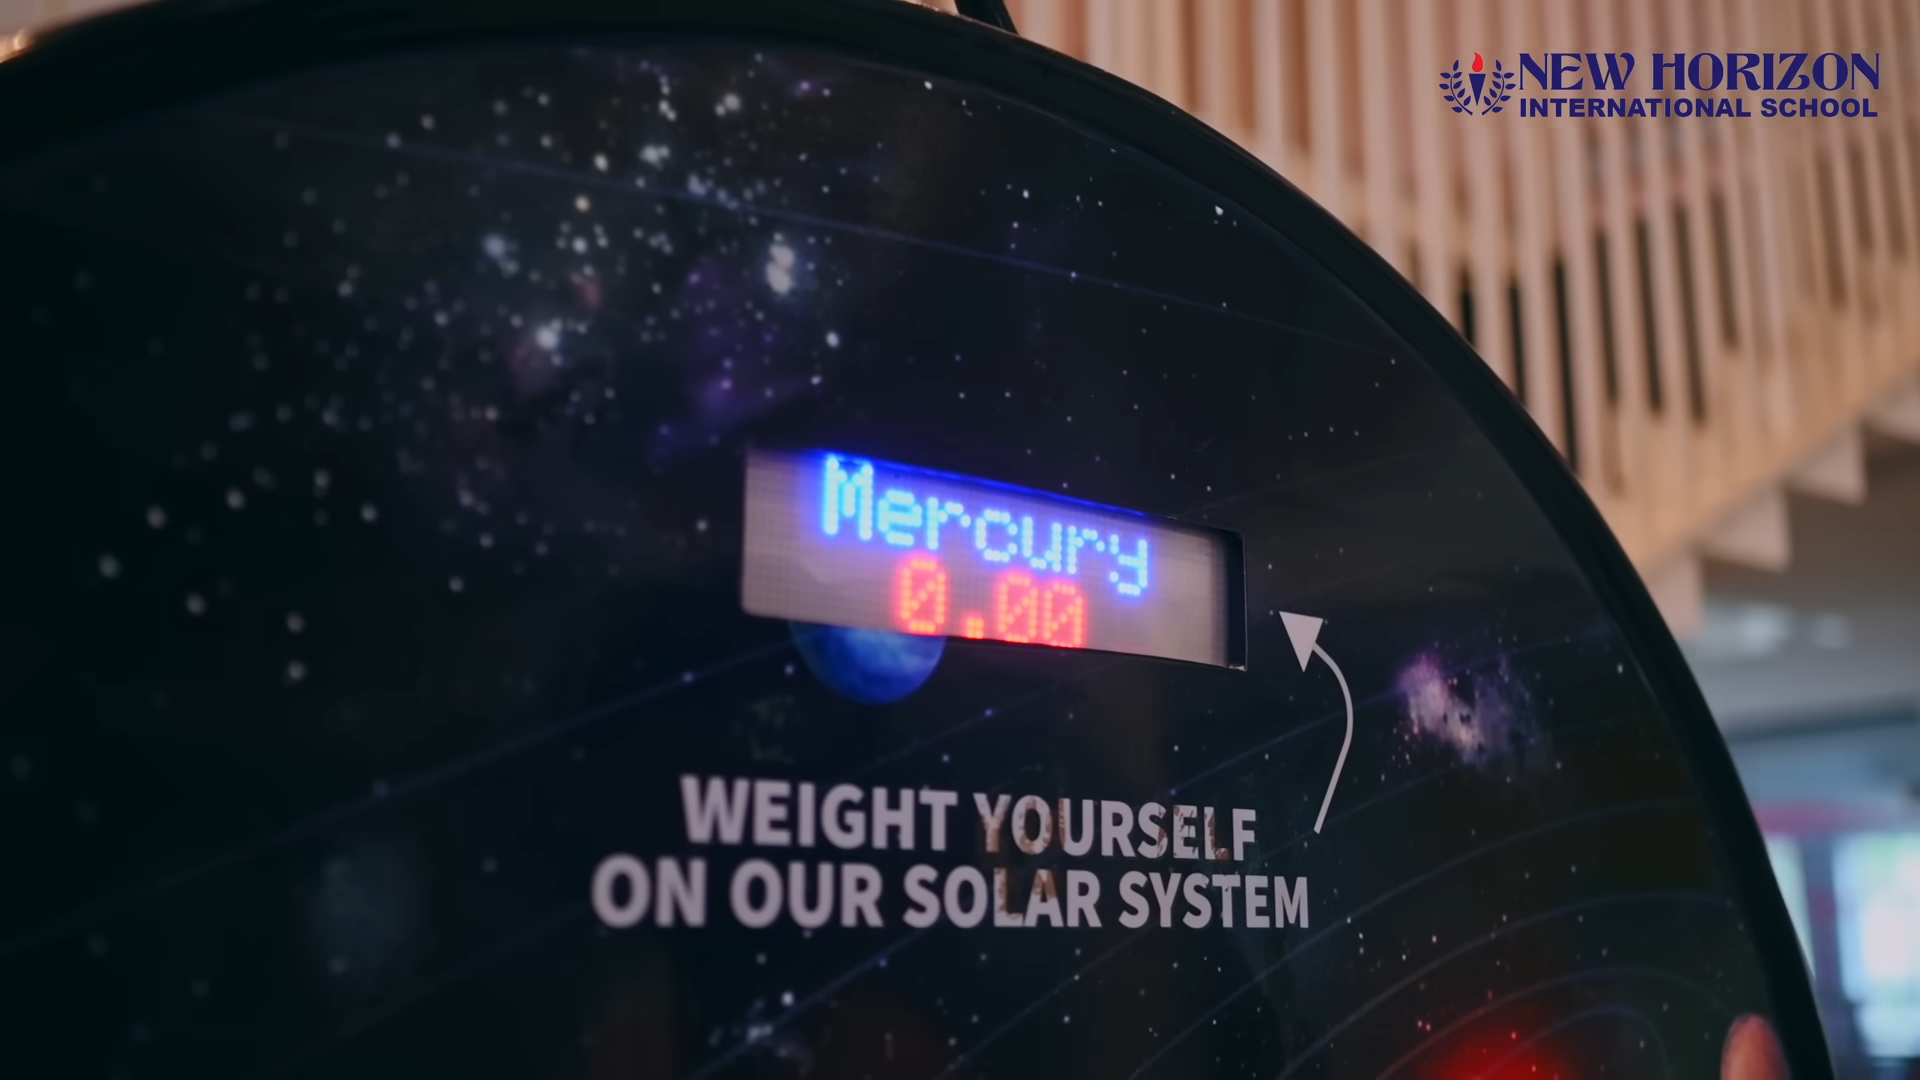 NEW HORIZON
INTERNATIONAL SCHOOL
Mercury
0.00
WEIGHT YOURSELF
ON OUR SOLAR SYSTEM